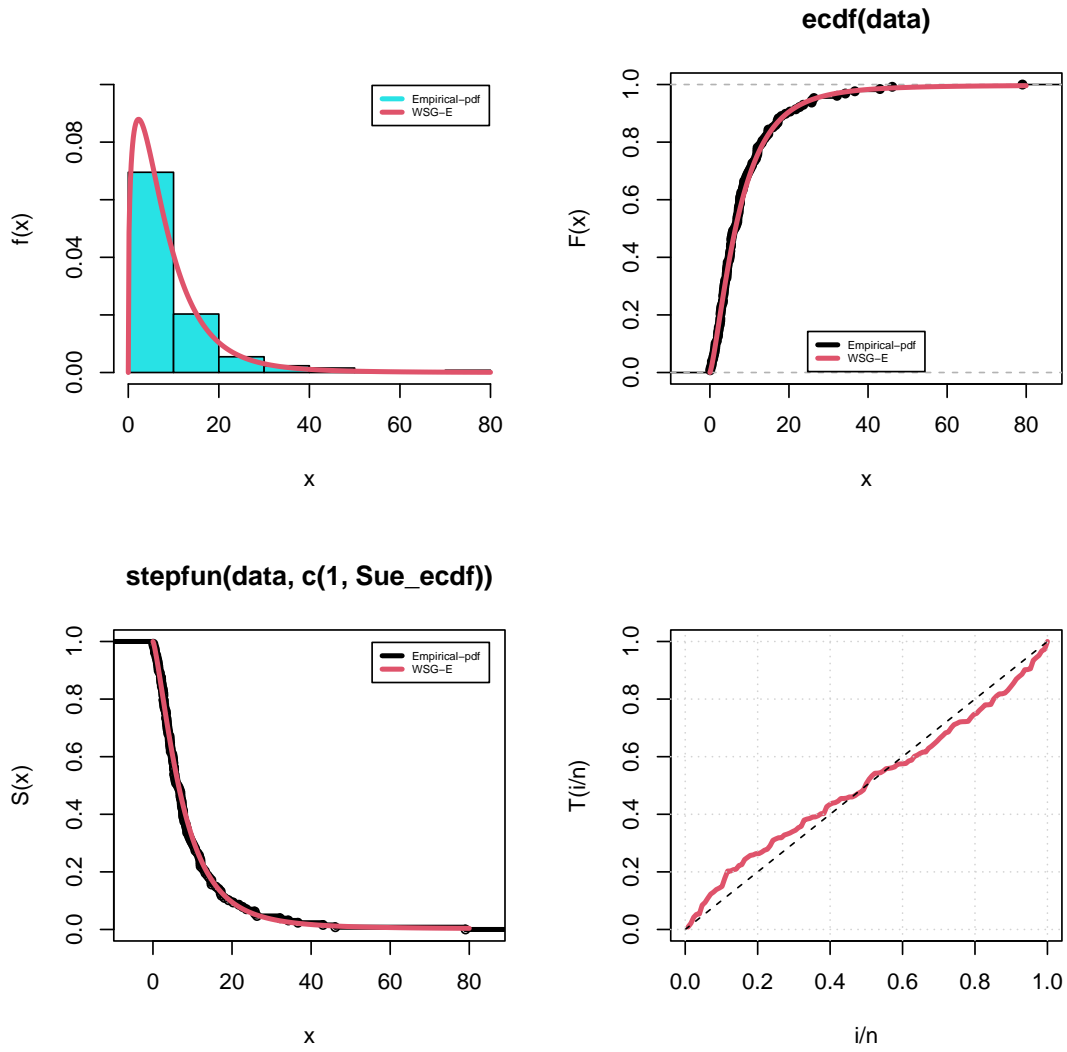 f(x)
0.00
0.04
0.08
0 20 40 60 80
x
Empirical−pdf
WSG−E
ecdf(data)
F(x)
0.0 0.2 0.4 0.6 0.8 1.0
0 20 40 60 80
x
Empirical−pdf
WSG−E
stepfun(data, c(1, Sue_ecdf))
S(x)
0.0 0.2 0.4 0.6 0.8 1.0
0 20 40 60 80
x
Empirical−pdf
WSG−E
T(i/n)
0.0 0.2 0.4 0.6 0.8 1.0
0.0 0.2 0.4 0.6 0.8 1.0
i/n